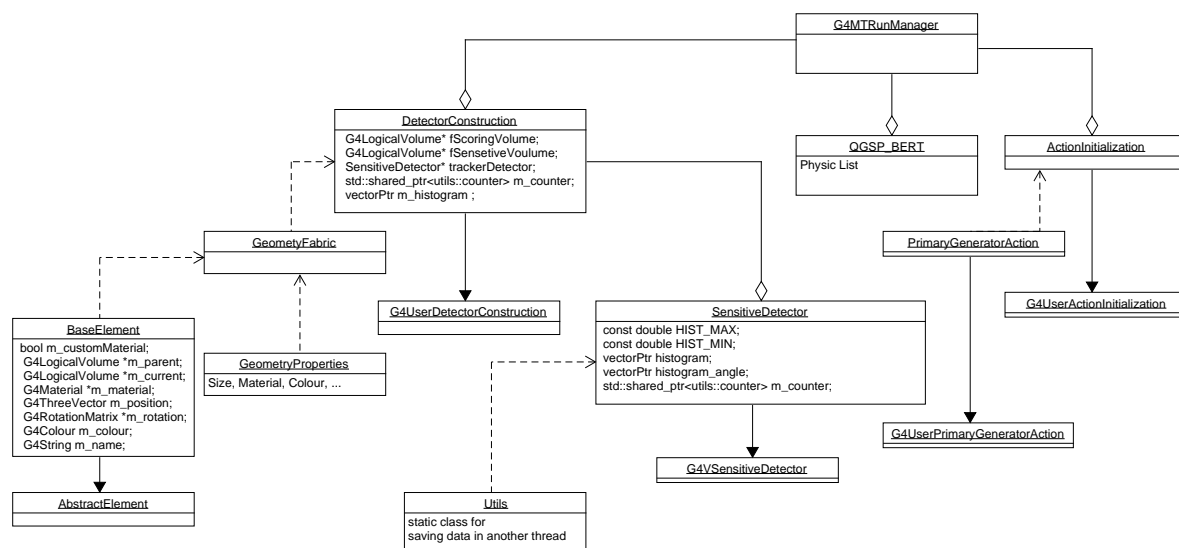 G4MTRunManager
DetectorConstruction
G4LogicalVolume* fScoringVolume;
G4LogicalVolume* fSensetiveVoulume;
SensitiveDetector* trackerDetector;
std::shared_ptr<utils::counter> m_counter;
vectorPtr m_histogram ;
QGSP_BERT
Physic List
ActionInitialization
GeometyFabric
PrimaryGeneratorAction
G4UserDetectorConstruction
G4UserActionInitialization
BaseElement
bool m_customMaterial;
G4LogicalVolume *m_parent;
G4LogicalVolume *m_current;
G4Material *m_material;
G4ThreeVector m_position;
G4RotationMatrix *m_rotation;
G4Colour m_colour;
G4String m_name;
GeometryProperties
Size, Material, Colour, ...
SensitiveDetector
const double HIST_MAX;
const double HIST_MIN;
vectorPtr histogram;
vectorPtr histogram_angle;
std::shared_ptr<utils::counter> m_counter;
G4UserPrimaryGeneratorAction
G4VSensitiveDetector
AbstractElement
Utils
static class for
saving data in another thread